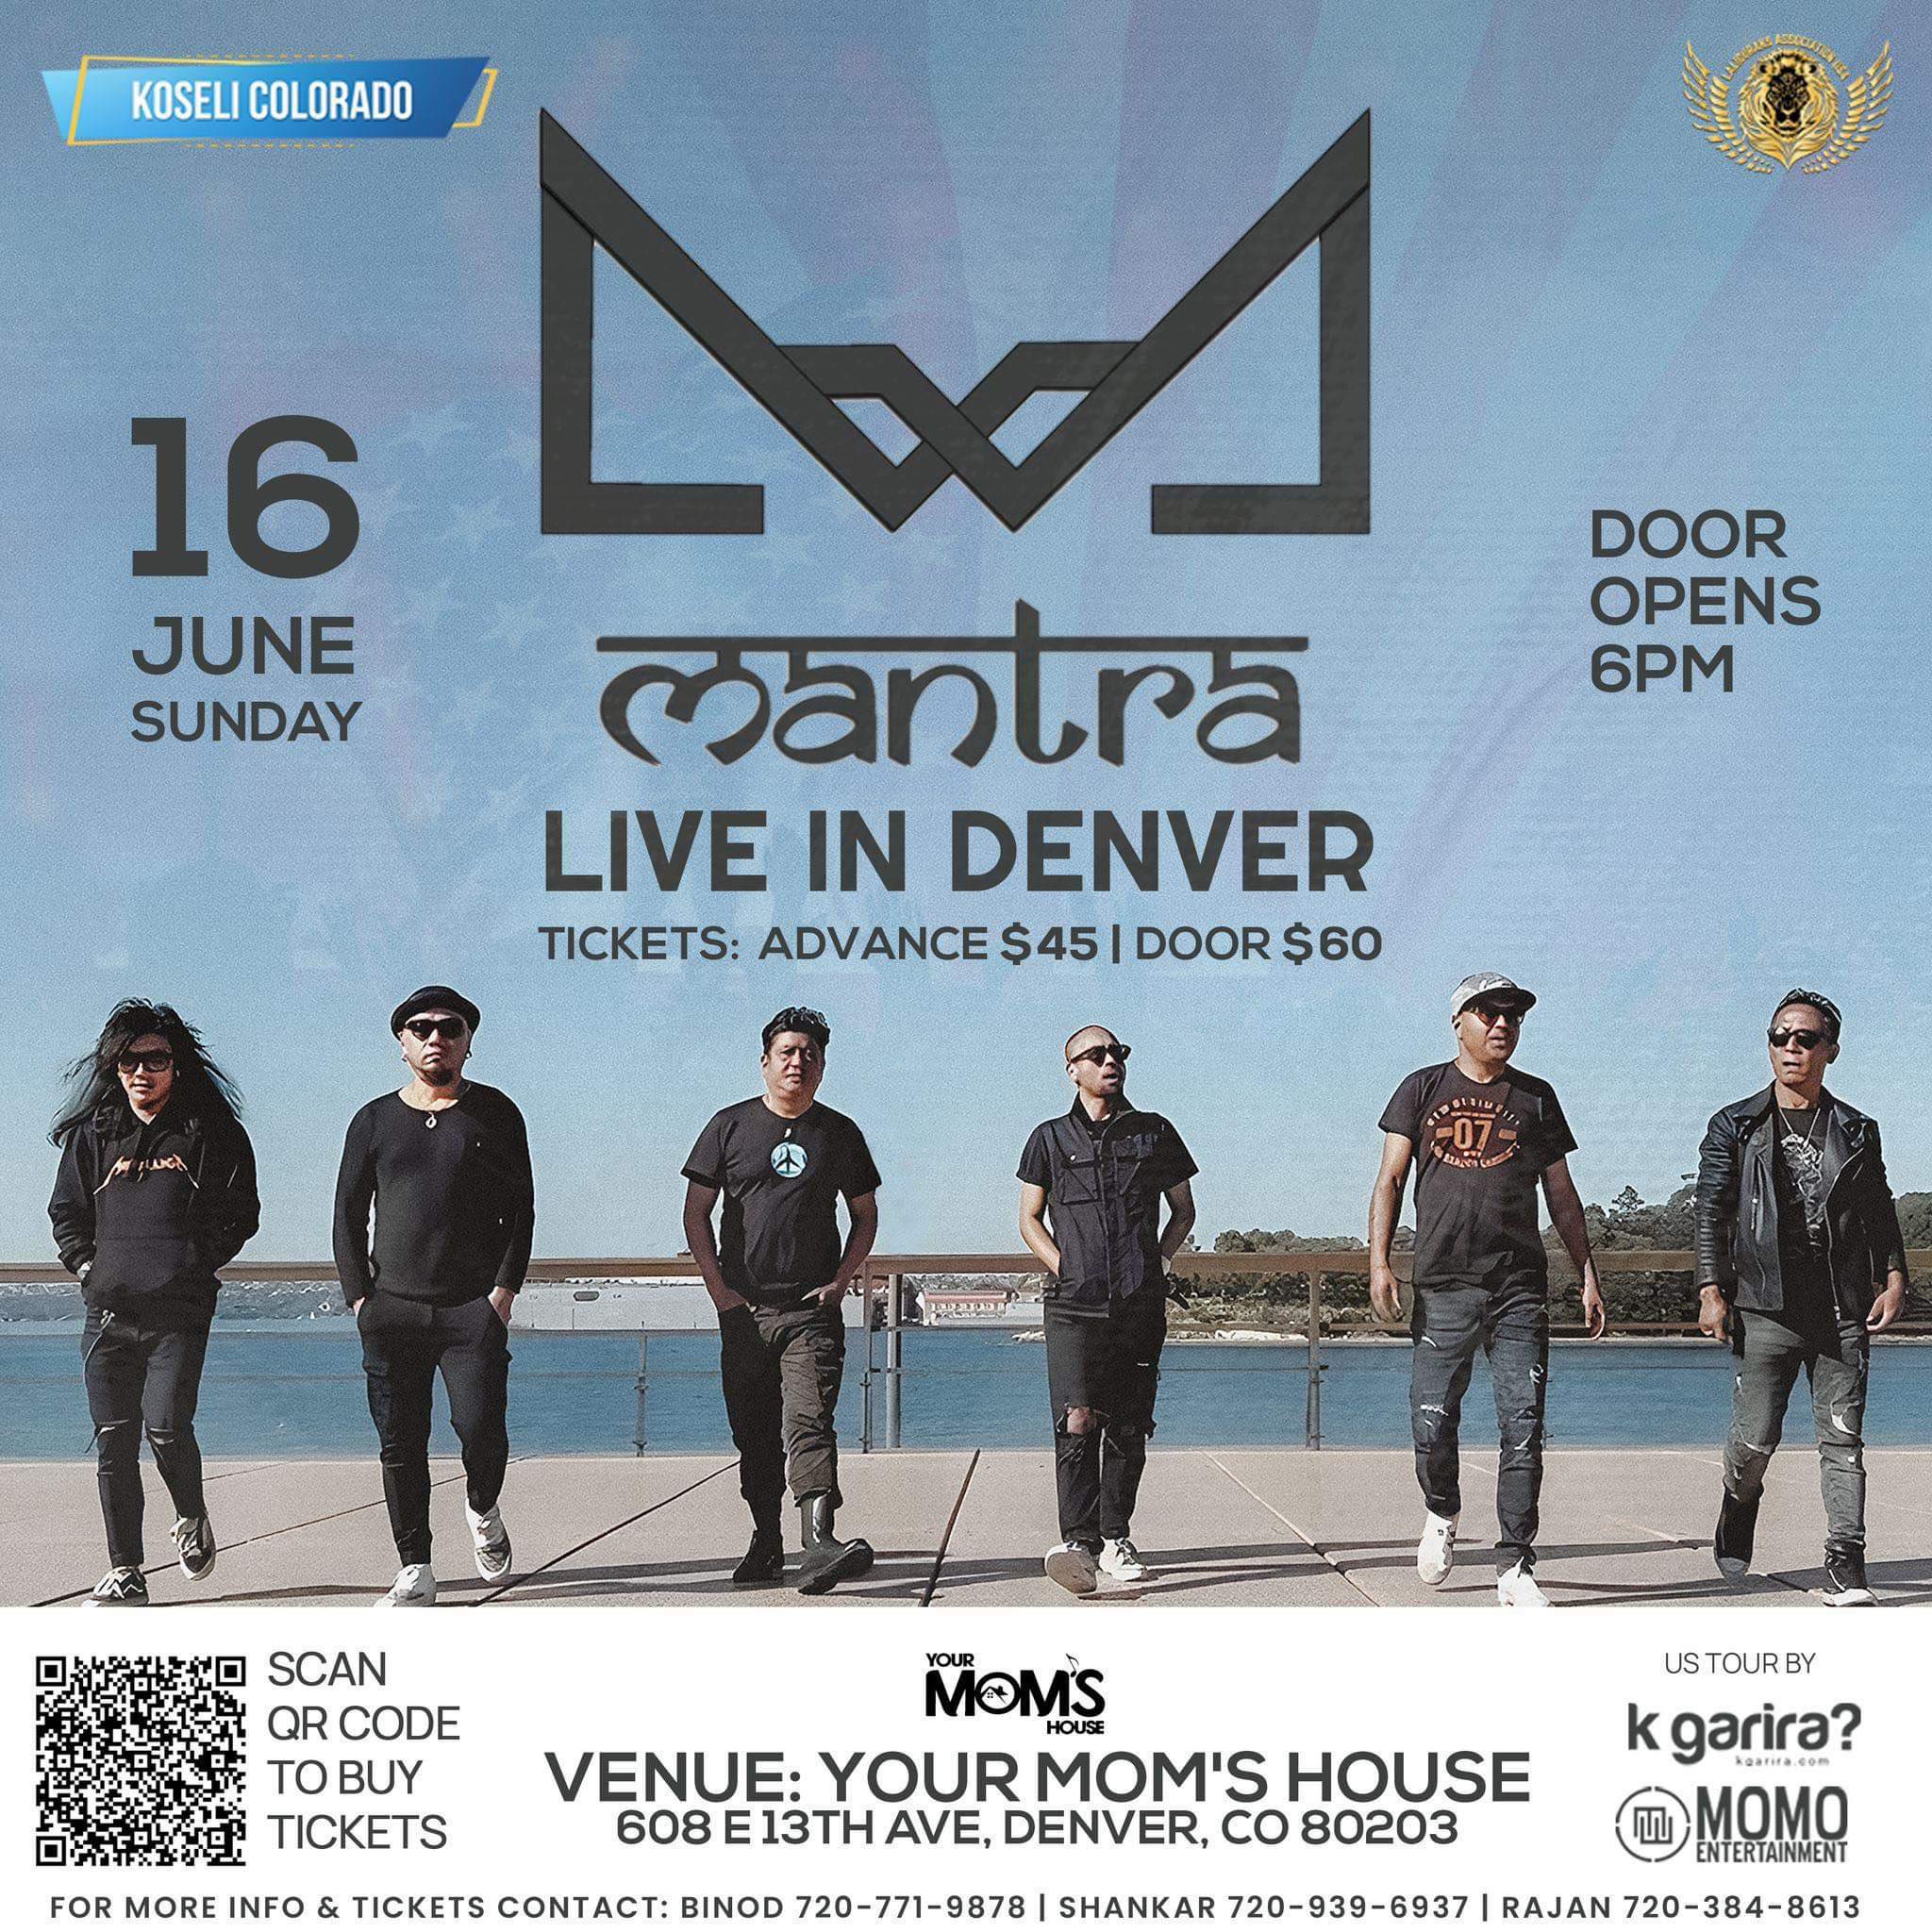 KOSELI COLORADO
16
JUNE
SUNDAY
mantra
DOOR
OPENS
6PM
LIVE IN DENVER
TICKETS: ADVANCE $45 | DOOR $60
07
SCAN
QR CODE
TO BUY
TICKETS
YOUR
MOM'S
HOUSE
VENUE: YOUR MOM'S HOUSE
608 E 13TH AVE, DENVER, CO 80203
US TOUR BY
k garira?
kgarira.com
MOMO
ENTERTAINMENT
FOR MORE INFO & TICKETS CONTACT: BINOD 720-771-9878 | SHANKAR 720-939-6937 | RAJAN 720-384-8613